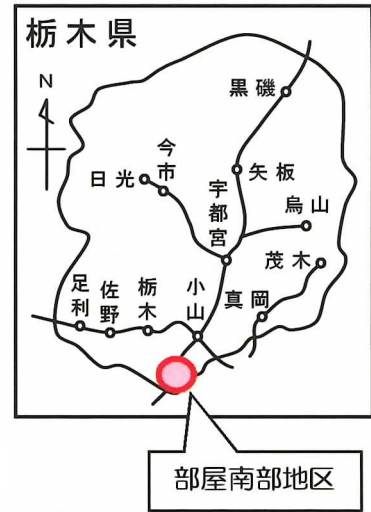 栃木県
N
黒磯
今市
日光
矢板
宇都宮
烏山
茂木
足利
佐野
栃木
小山
真岡
部屋南部地区